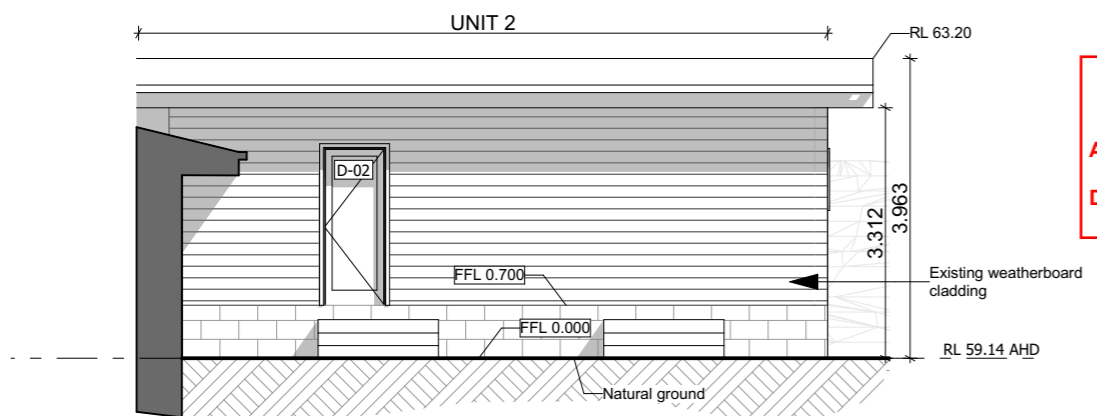 UNIT 2
RL 63.20
A
D
D-02
3.312
3.963
FFL 0.700
Existing weatherboard
cladding
FFL 0.000
RL 59.14 AHD
Natural ground